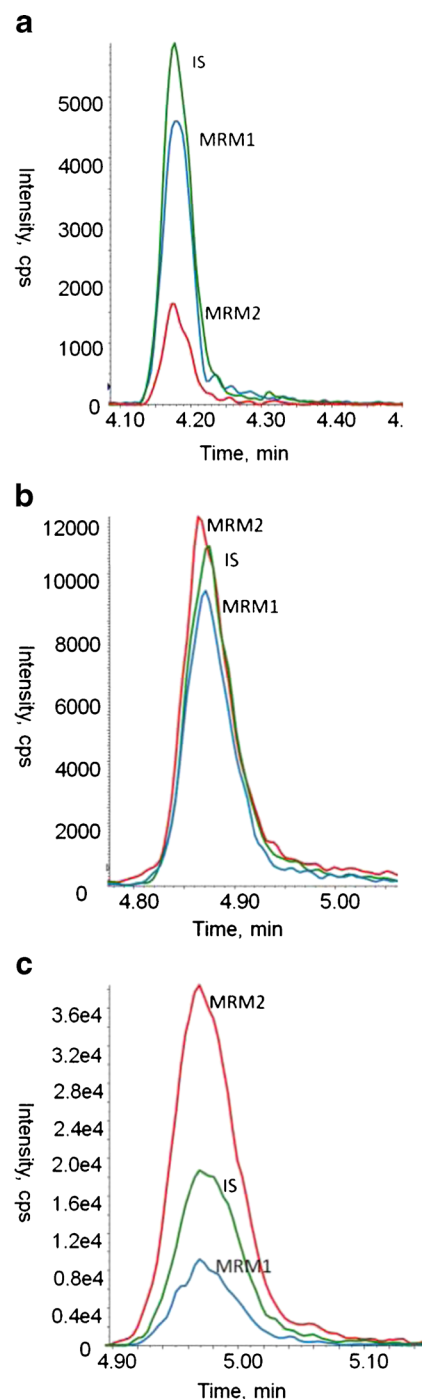 a
IS
5000
MRM1
4000
3000
2000
MRM2
1000
0
4.10 4.20 4.30 4.40 4.
Intensity, cps
Time, min
b
12000
MRM2
IS
10000
MRM1
8000
6000
4000
2000
0
4.80 4.90 5.00
Intensity, cps
Time, min
c
3.6e4
MRM2
3.2e4
2.8e4
2.4e4
2.0e4
IS
1.6e4
1.2e4
MRM1
0.8e4
0.4e4
0
4.90 5.00 5.10
Intensity, cps
Time, min